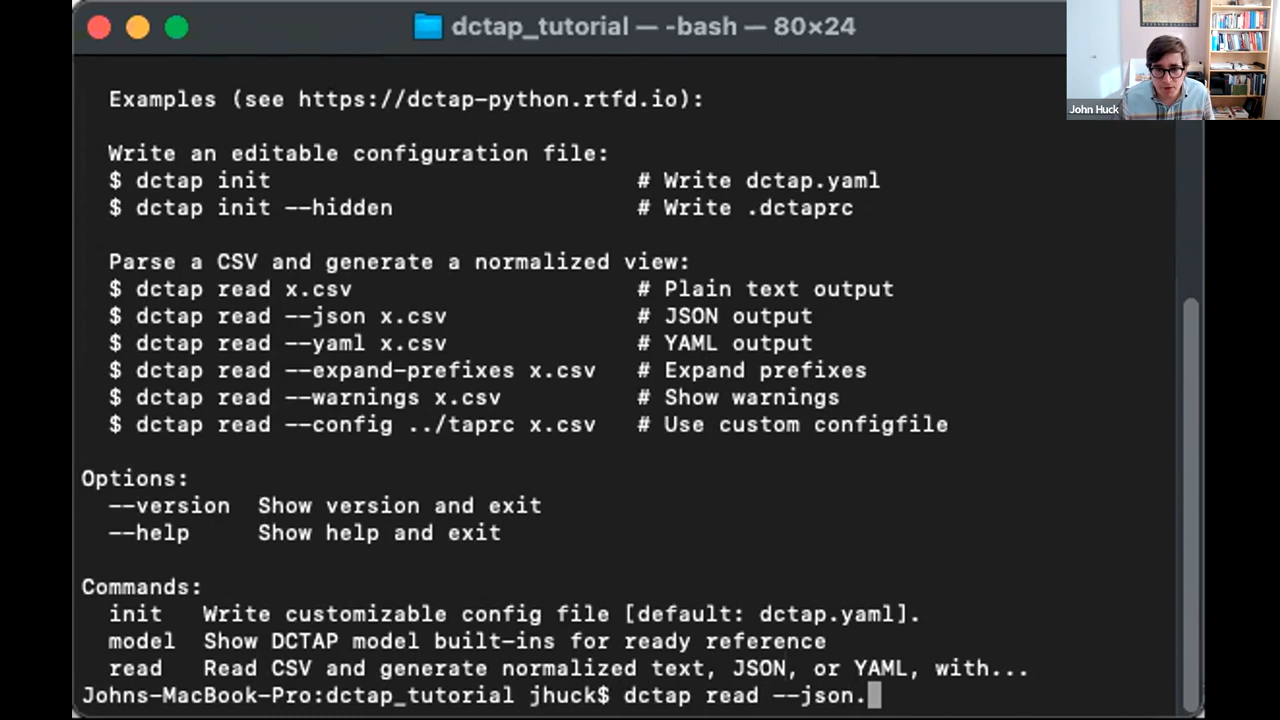 dctap_tutorial — -bash — 80×24
Examples (see https://dctap-python.rtfd.io):
Write an editable configuration file:
$ dctap init # Write dctap.yaml
$ dctap init --hidden # Write .dctaprc
Parse a CSV and generate a normalized view:
$ dctap read x.csv # Plain text output
$ dctap read --json x.csv # JSON output
$ dctap read --yaml x.csv # YAML output
$ dctap read --expand-prefixes x.csv # Expand prefixes
$ dctap read --warnings x.csv # Show warnings
$ dctap read --config ../taprc x.csv # Use custom configfile
Options:
--version Show version and exit
--help Show help and exit
Commands:
init Write customizable config file [default: dctap.yaml].
model Show DCTAP model built-ins for ready reference
read Read CSV and generate normalized text, JSON, or YAML, with...
Johns-MacBook-Pro:dctap_tutorial jhuck$ dctap read --json.
John Huck